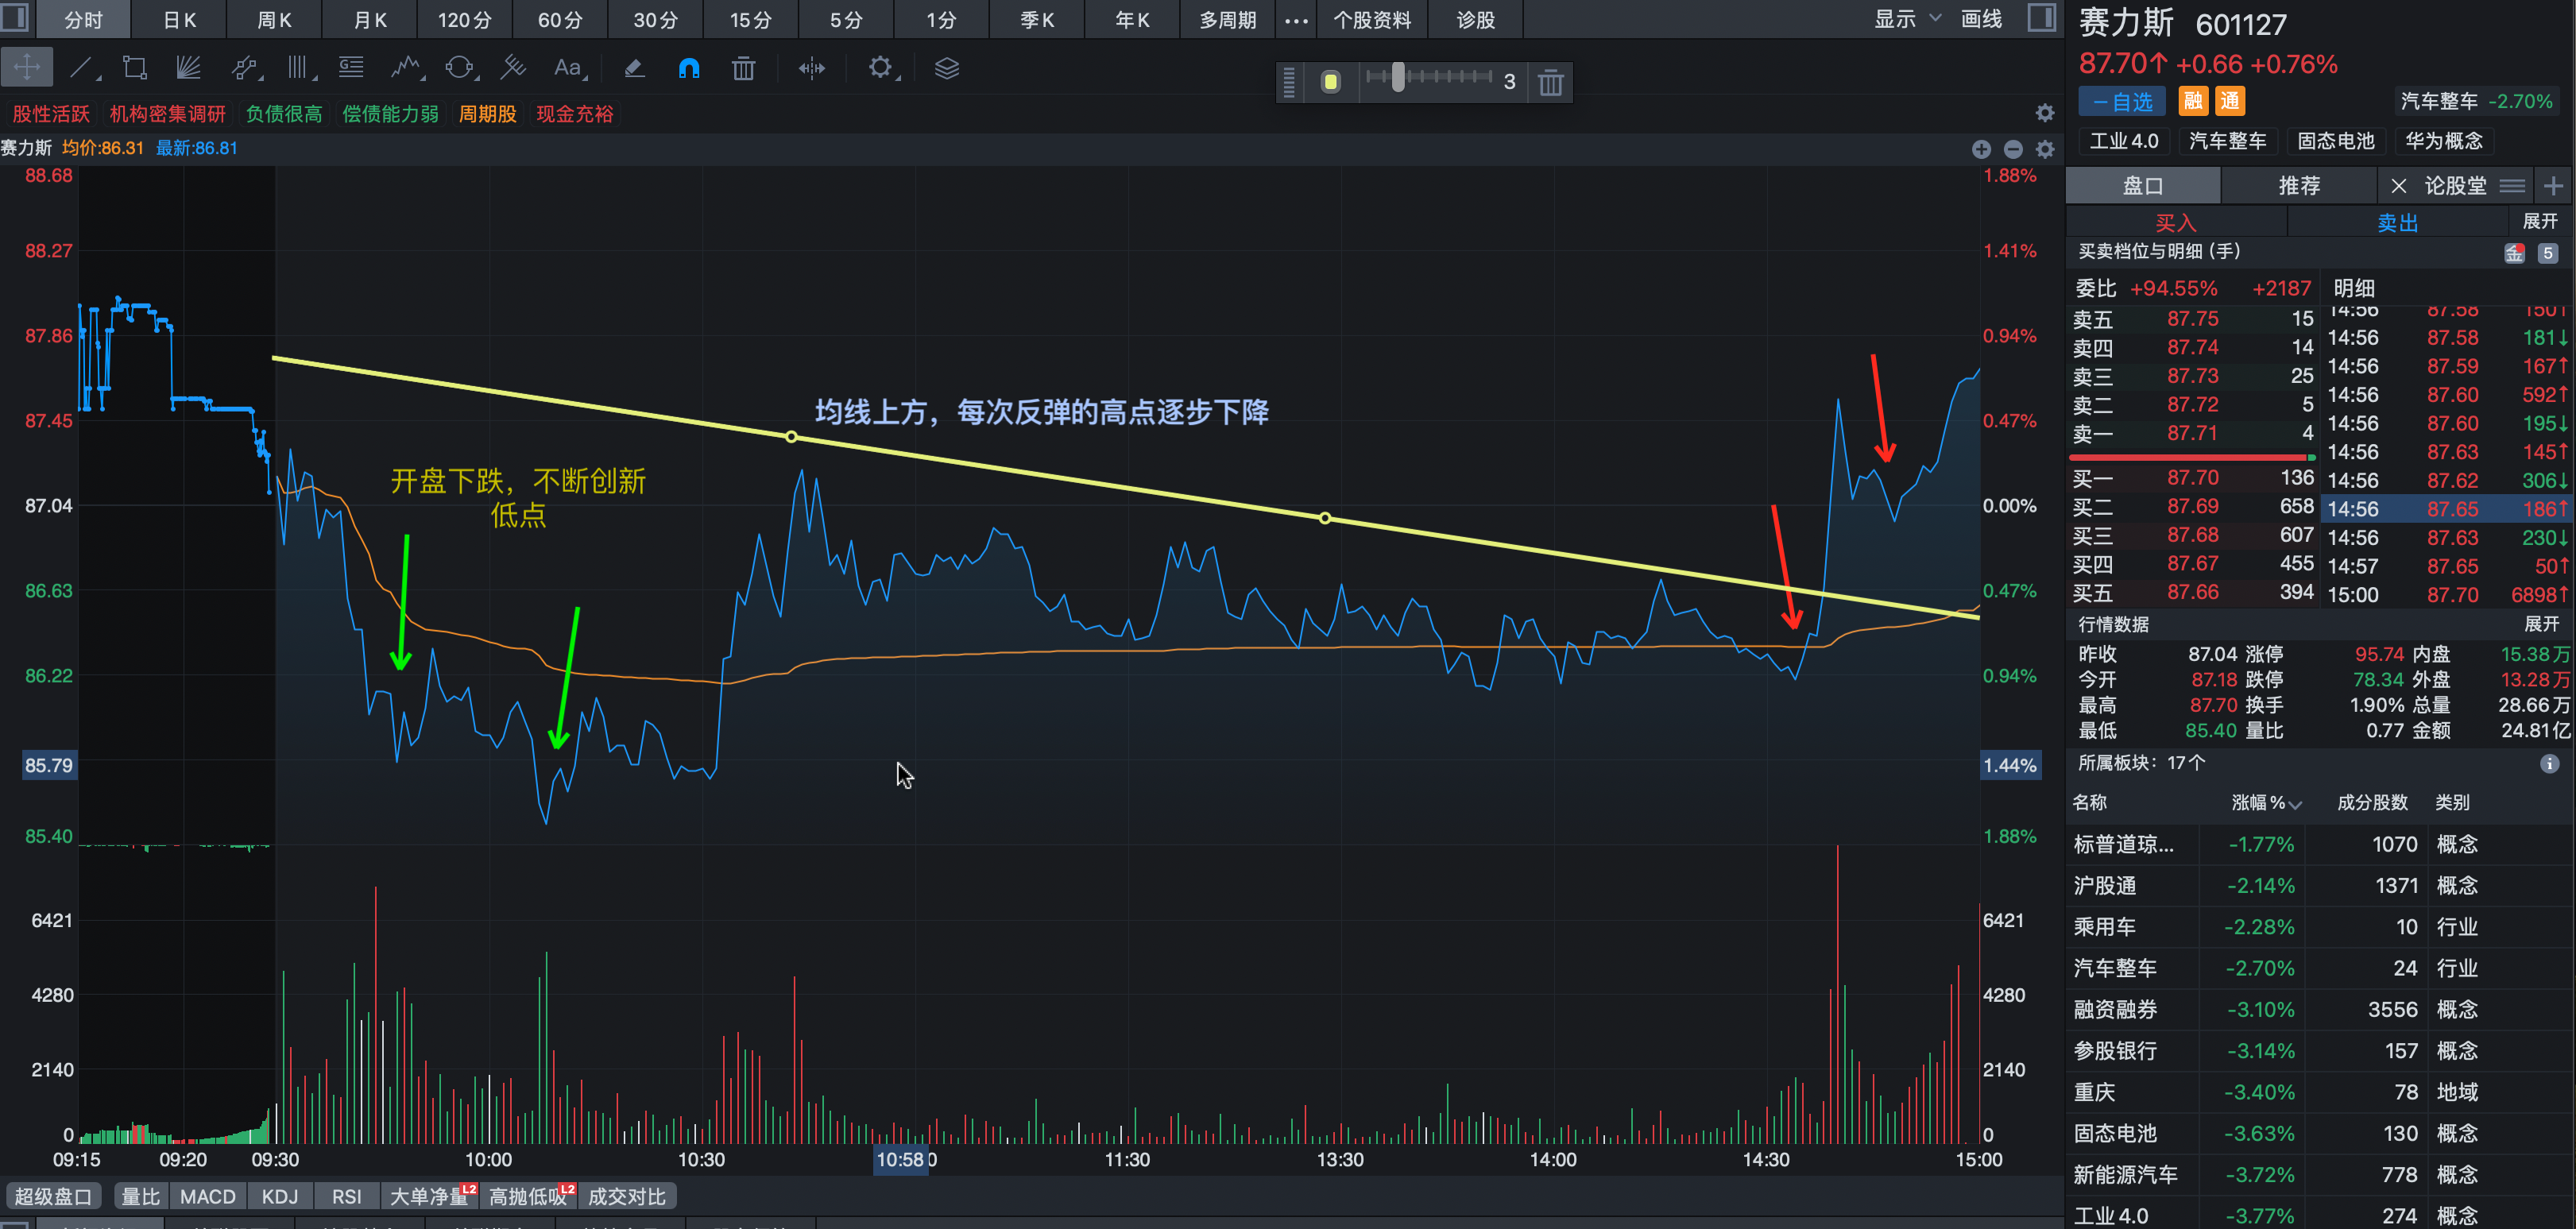 分时 日K 周K 月K 120分 60分 30分 15分 5分 1分 季K 年K 多周期 ••• 个股资料 诊股 显示 画线
Aa 3
股性活跃 机构密集调研 负债很高 偿债能力弱 周期股 现金充裕
赛力斯 均价:86.31 最新:86.81
88.68 1.88%
88.27 1.41%
87.86 0.94%
87.45 0.47%
87.04 0.00%
86.63 0.47%
86.22 0.94%
85.79 1.44%
85.40 1.88%
均线上方，每次反弹的高点逐步下降
开盘下跌，不断创新
低点
6421 6421
4280 4280
2140 2140
0 0
09:15 09:20 09:30 10:00 10:30 10:58 0 11:30 13:30 14:00 14:30 15:00
超级盘口 量比 MACD KDJ RSI 大单净量 L2 高抛低吸 L2 成交对比
赛力斯 601127
87.70↑ +0.66 +0.76%
－自选 融 通 汽车整车 -2.70%
工业4.0 汽车整车 固态电池 华为概念
盘口 推荐 论股堂
买入 卖出 展开
买卖档位与明细 (手) 金 5
委比 +94.55% +2187 明细
14:56 87.58 150↑
卖五 87.75 15 14:56 87.58 181↓
卖四 87.74 14 14:56 87.59 167↑
卖三 87.73 25 14:56 87.60 592↑
卖二 87.72 5 14:56 87.60 195↓
卖一 87.71 4 14:56 87.63 145↑
买一 87.70 136 14:56 87.62 306↓
买二 87.69 658 14:56 87.65 186↑
买三 87.68 607 14:56 87.63 230↓
买四 87.67 455 14:57 87.65 50↑
买五 87.66 394 15:00 87.70 6898↑
行情数据 展开
昨收 87.04 涨停 95.74 内盘 15.38万
今开 87.18 跌停 78.34 外盘 13.28万
最高 87.70 换手 1.90% 总量 28.66万
最低 85.40 量比 0.77 金额 24.81亿
所属板块：17个
名称 涨幅% 成分股数 类别
标普道琼... -1.77% 1070 概念
沪股通 -2.14% 1371 概念
乘用车 -2.28% 10 行业
汽车整车 -2.70% 24 行业
融资融券 -3.10% 3556 概念
参股银行 -3.14% 157 概念
重庆 -3.40% 78 地域
固态电池 -3.63% 130 概念
新能源汽车 -3.72% 778 概念
工业4.0 -3.77% 274 概念